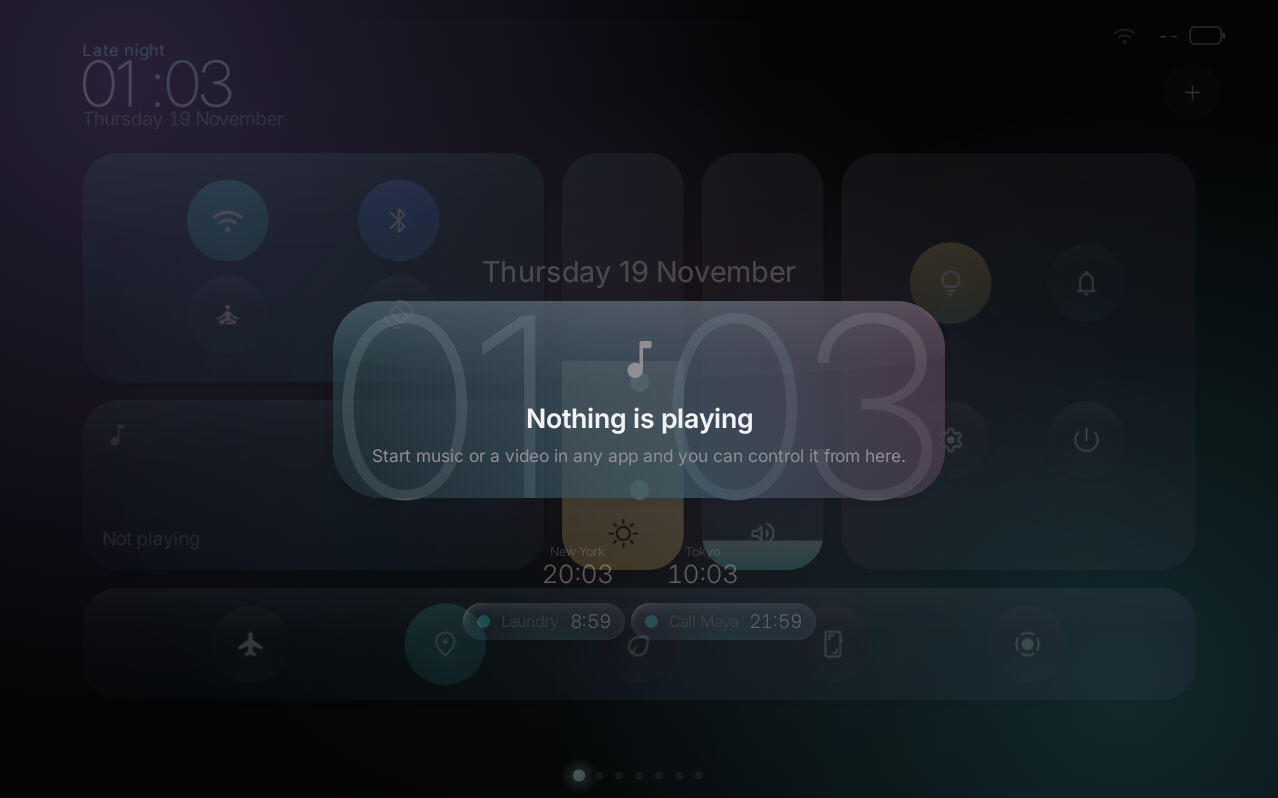 Late night
01:03
Thursday 19 November
--
Thursday 19 November
01:03
Nothing is playing
Start music or a video in any app and you can control it from here.
Not playing
New York
Tokyo
20:03
10:03
Laundry 8:59
Call Maya 21:59